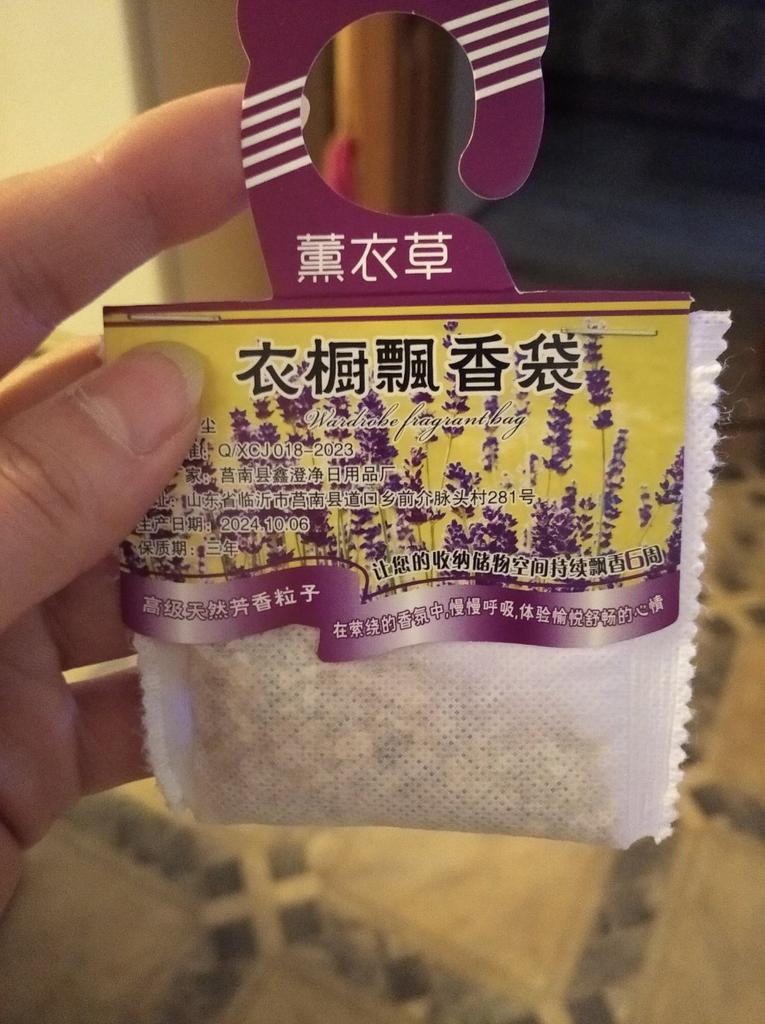 薰衣草
衣橱飘香袋
Wardrobe fragrant bag
尘
准: Q/XCJ 018-2023
家: 莒南县鑫澄净日用品厂
址: 山东省临沂市莒南县道口乡前介脉头村281号
生产日期: 2024.10.06
保质期: 三年
让您的收纳储物空间持续飘香6周
高级天然芳香粒子
在萦绕的香氛中,慢慢呼吸,体验愉悦舒畅的心情